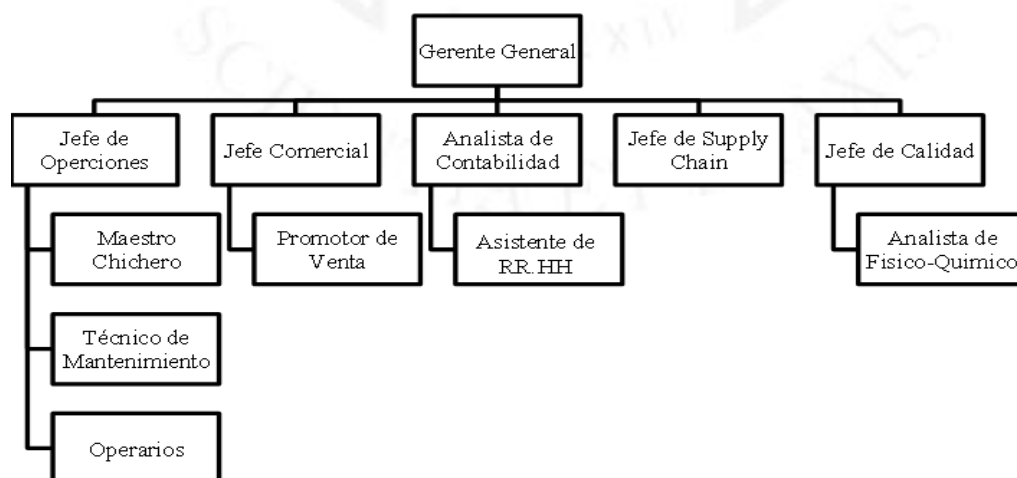 Gerente General
Jefe de
Operciones
Jefe Comercial
Analista de
Contabilidad
Jefe de Supply
Chain
Jefe de Calidad
Maestro
Chichero
Promotor de
Venta
Asistente de
RR.HH
Analista de
Fisico-Quimico
Técnico de
Mantenimiento
Operarios